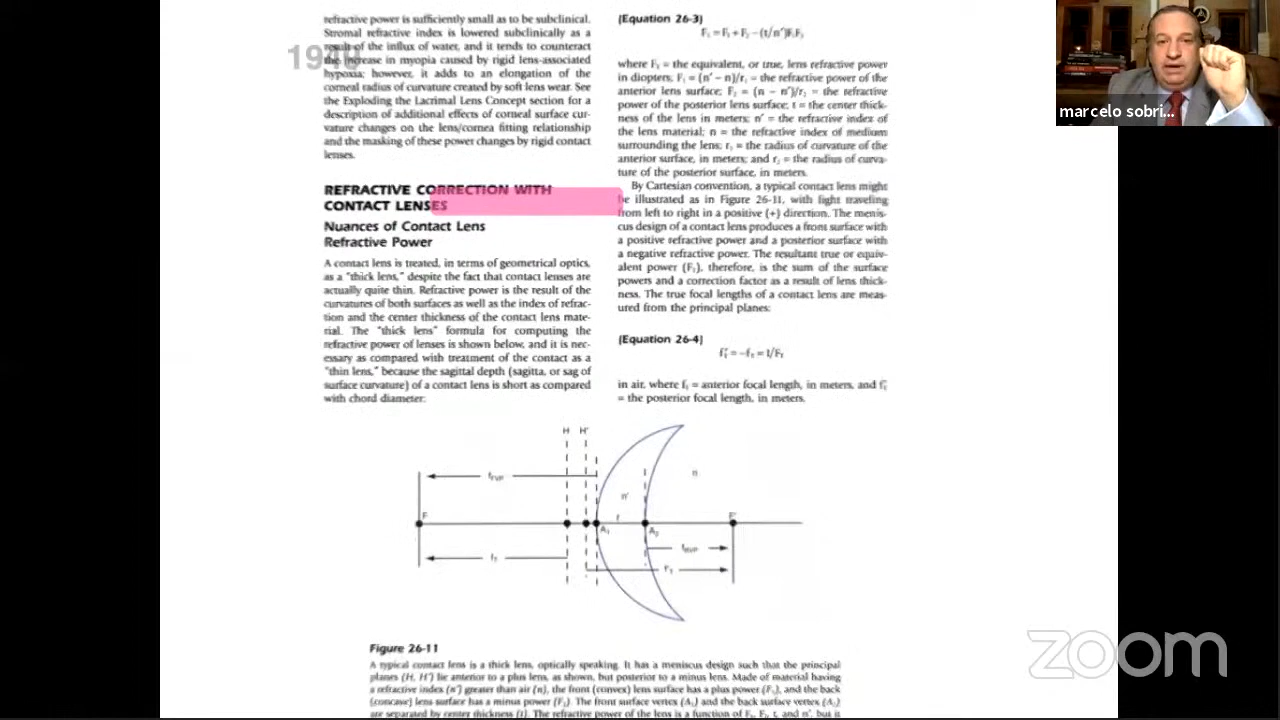 refractive power is sufficiently small as to be subclinical.
Stromal refractive index is lowered subclinically as a
result of the influx of water, and it tends to counteract
the increase in myopia caused by rigid lens-associated
hypoxia; however, it adds to an elongation of the
corneal radius of curvature created by soft lens wear. See
the Exploding the Lacrimal Lens Concept section for a
description of additional effects of corneal surface cur-
vature changes on the lens/cornea fitting relationship
and the masking of these power changes by rigid contact
lenses.
1948
REFRACTIVE CORRECTION WITH
CONTACT LENSES
Nuances of Contact Lens
Refractive Power
A contact lens is treated, in terms of geometrical optics,
as a "thick lens," despite the fact that contact lenses are
actually quite thin. Refractive power is the result of the
curvatures of both surfaces as well as the index of refrac-
tion and the center thickness of the contact lens mate-
rial. The "thick lens" formula for computing the
refractive power of lenses is shown below, and it is nec-
essary as compared with treatment of the contact as a
"thin lens," because the sagittal depth (sagitta, or sag of
surface curvature) of a contact lens is short as compared
with chord diameter:
(Equation 26-3)
where F = the equivalent, or true, lens refractive power
in diopters; F₁ = (n' − n)/r₁ = the refractive power of the
anterior lens surface; F₂ = (n − n')/r₂ = the refractive
power of the posterior lens surface; t = the center thick-
ness of the lens in meters; n' = the refractive index of
the lens material; n = the refractive index of medium
surrounding the lens; r₁ = the radius of curvature of the
anterior surface, in meters; and r₂ = the radius of curva-
ture of the posterior surface, in meters.
By Cartesian convention, a typical contact lens might
be illustrated as in Figure 26-11, with light traveling
from left to right in a positive (+) direction. The menis-
cus design of a contact lens produces a front surface with
a positive refractive power and a posterior surface with
a negative refractive power. The resultant true or equiv-
alent power, therefore, is the sum of the surface
powers and a correction factor as a result of lens thick-
ness. The true focal lengths of a contact lens are meas-
ured from the principal planes:
(Equation 26-4)
in air, where = anterior focal length, in meters, and
= the posterior focal length, in meters.
H H'
n
n'
F
A₁
A₂
F'
Figure 26-11
A typical contact lens is a thick lens, optically speaking. It has a meniscus design such that the principal
planes (H, H') lie anterior to a plus lens, as shown, but posterior to a minus lens. Made of material having
a refractive index (n') greater than air (n), the front (convex) lens surface has a plus power (F₁), and the back
(concave) lens surface has a minus power (F₂). The front surface vertex (A₁) and the back surface vertex (A₂)
are separated by center thickness (t). The refractive power of the lens is a function of F₁, F₂, t, and n', but is
marcelo sobri...
zoom